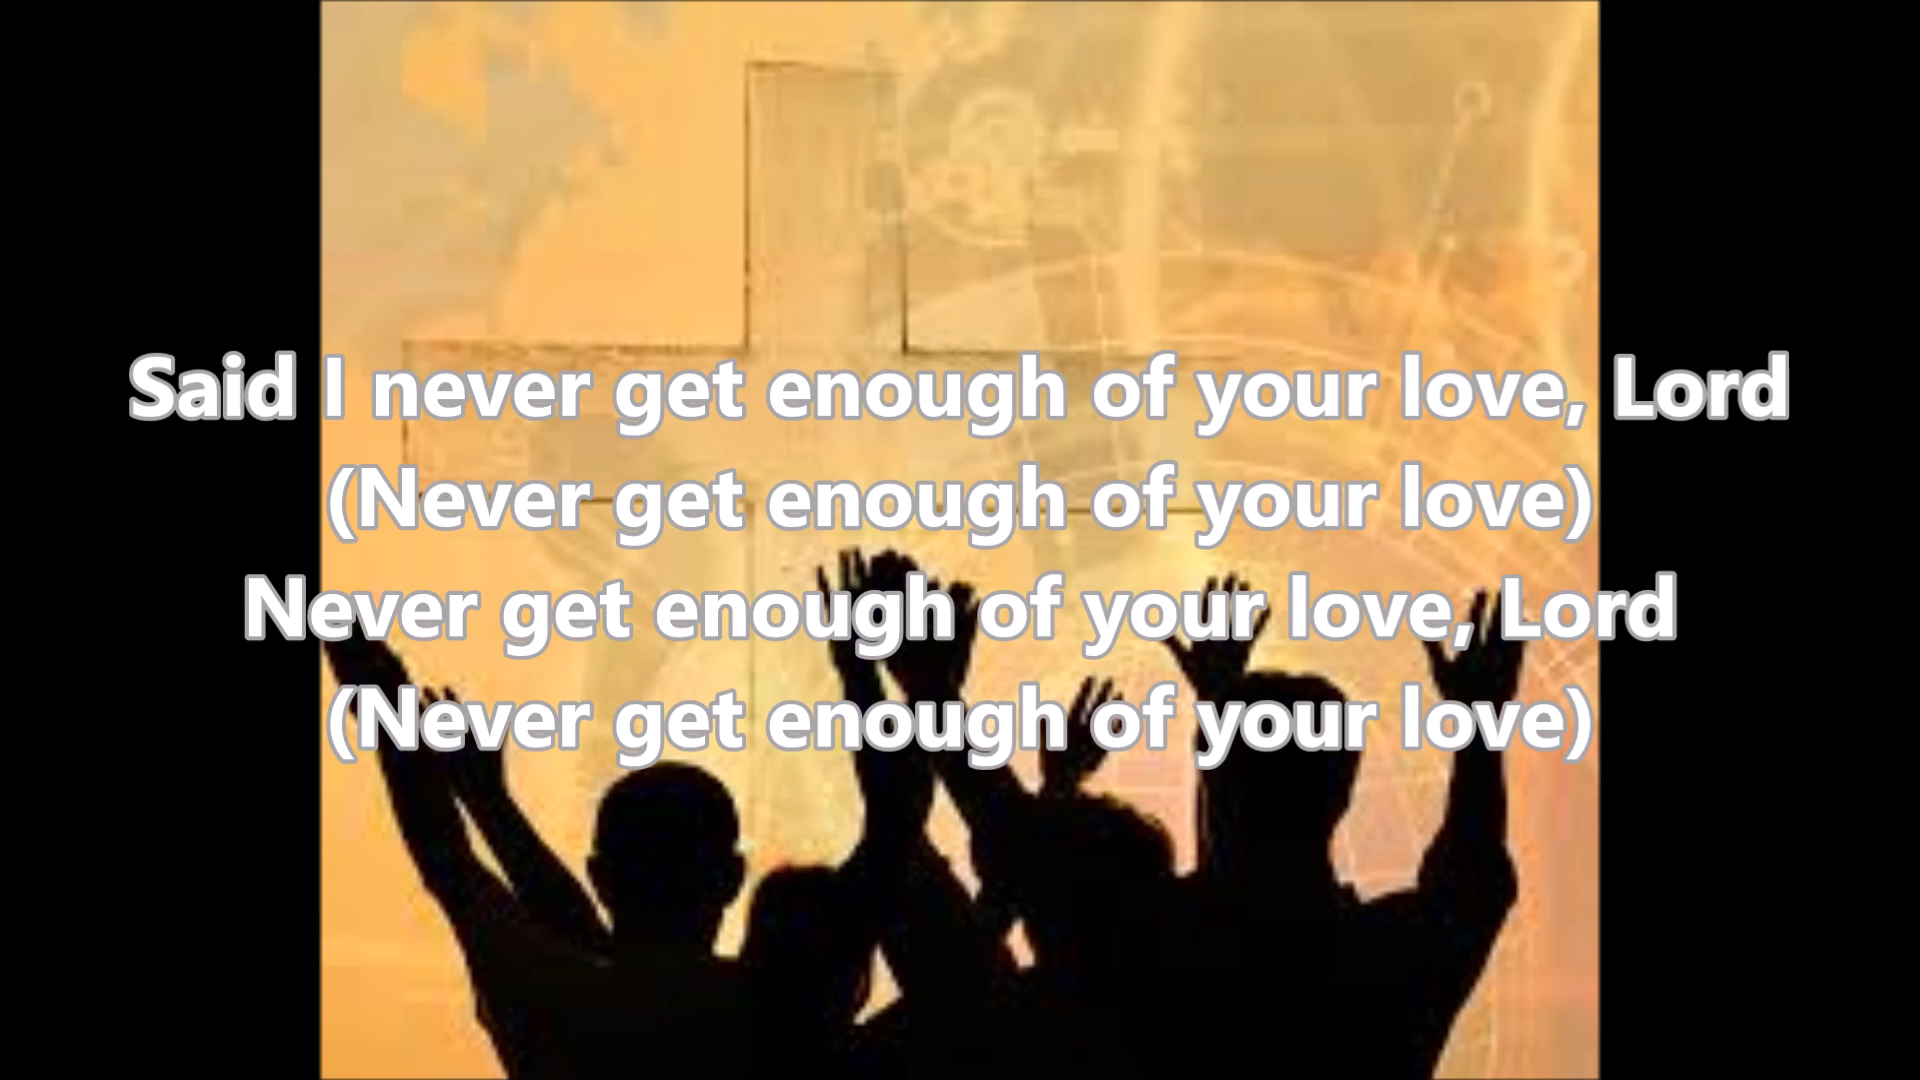 Said I never get enough of your love, Lord
(Never get enough of your love)
Never get enough of your love, Lord
(Never get enough of your love)